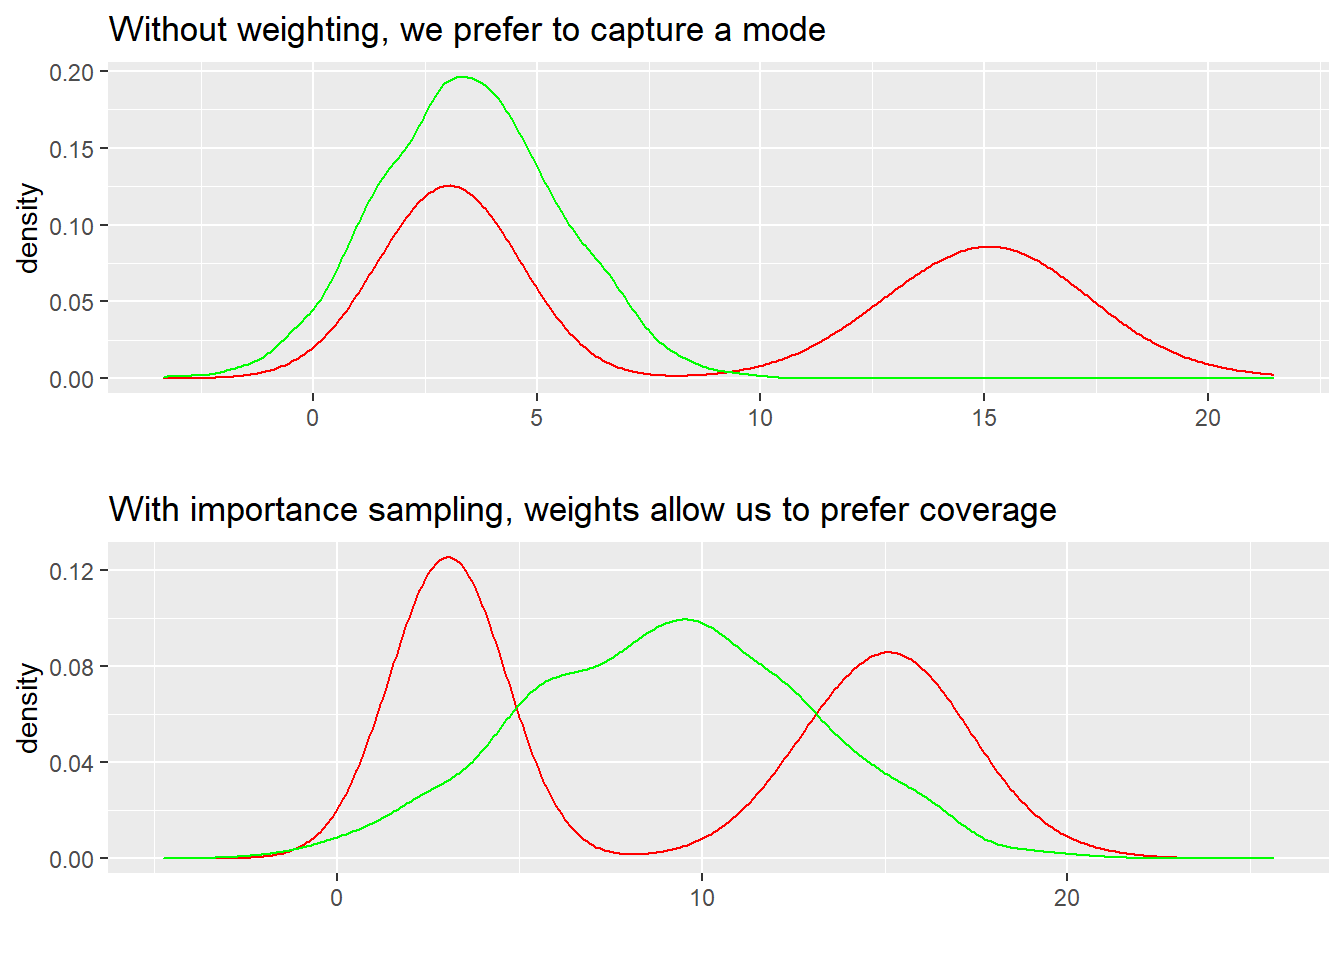 Without weighting, we prefer to capture a mode
0.20
0.15
0.10
0.05
0.00
density
0 5 10 15 20
With importance sampling, weights allow us to prefer coverage
0.12
0.08
0.04
0.00
density
0 10 20